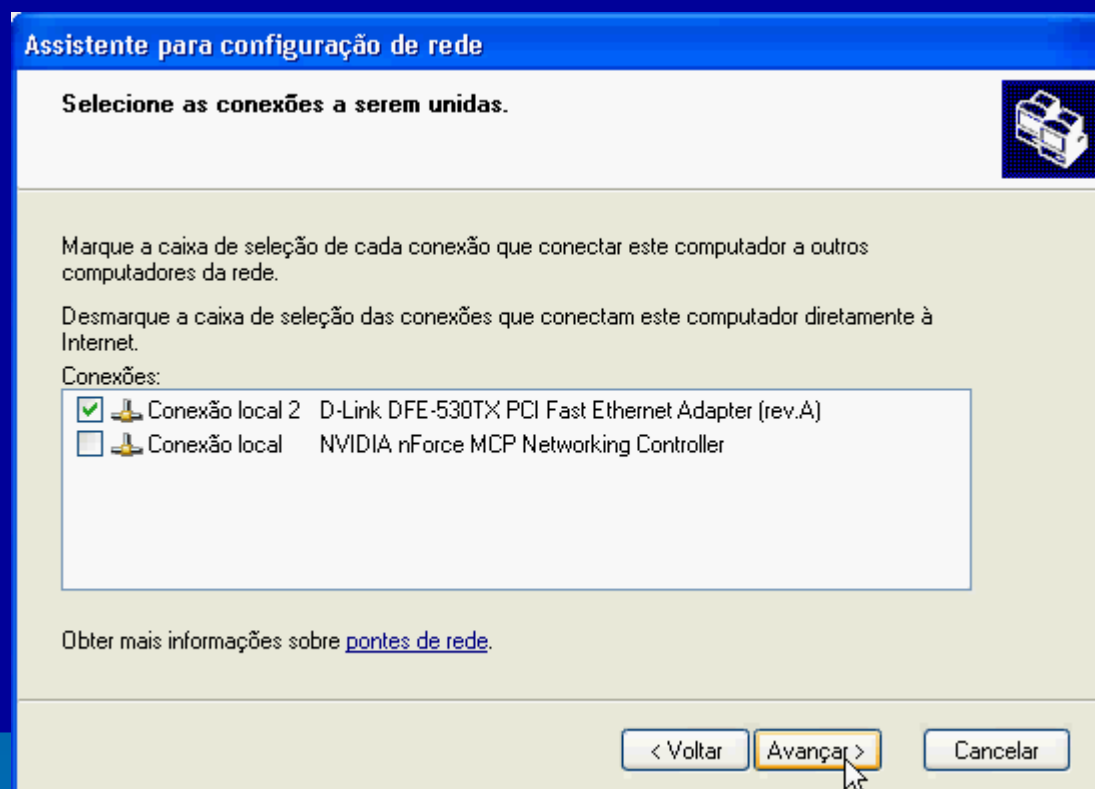 Assistente para configuração de rede
Selecione as conexões a serem unidas.
Marque a caixa de seleção de cada conexão que conectar este computador a outros
computadores da rede.
Desmarque a caixa de seleção das conexões que conectam este computador diretamente à
Internet.
Conexões:
Conexão local 2 D-Link DFE-530TX PCI Fast Ethernet Adapter (rev.A)
Conexão local NVIDIA nForce MCP Networking Controller
Obter mais informações sobre pontes de rede.
< Voltar Avançar > Cancelar